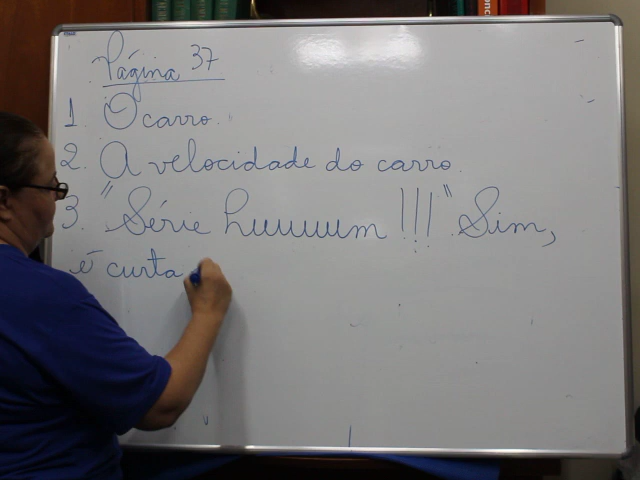 Página 37
1. O carro.
2. A velocidade do carro.
3. "Série huuuuum!!!" Sim,
é curta